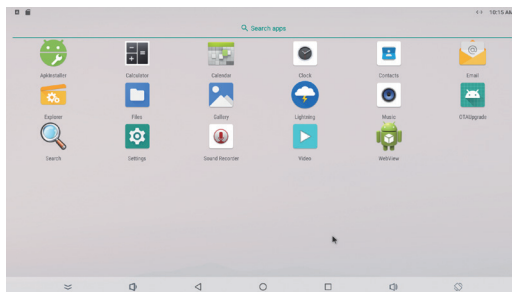 10:15 AM
Search apps
ApkInstaller
Calculator
Calendar
Clock
Contacts
Email
Explorer
Files
Gallery
Lightning
Music
OTAUpgrade
Search
Settings
Sound Recorder
Video
WebView